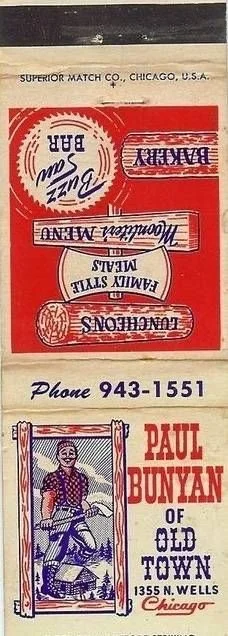 SUPERIOR MATCH CO., CHICAGO, U.S.A.
LUNCHEONS
FAMILY STYLE
MEALS
Moonliter's MENU
BAKERY
Buzz
Saw
BAR
Phone 943-1551
PAUL
BUNYAN
OF
OLD
TOWN
1355 N. WELLS
Chicago